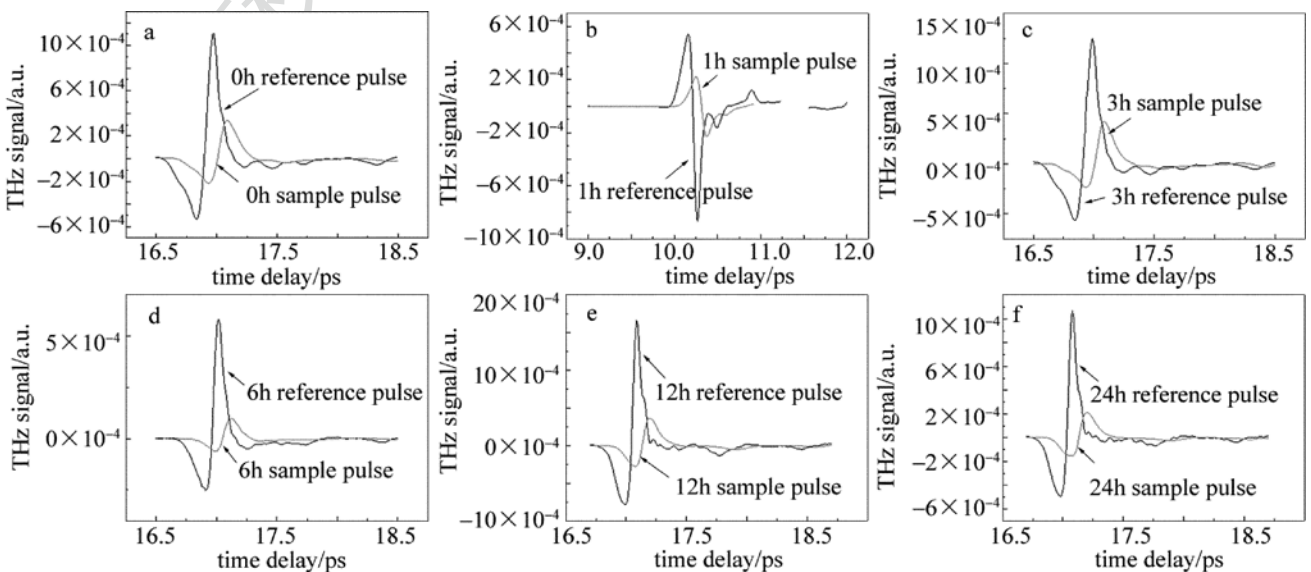 a
THz signal/a.u.
10×10⁻⁴
6×10⁻⁴
2×10⁻⁴
−2×10⁻⁴
−6×10⁻⁴
0h reference pulse
0h sample pulse
16.5 17.5 18.5
time delay/ps
b
THz signal/a.u.
6×10⁻⁴
2×10⁻⁴
−2×10⁻⁴
−6×10⁻⁴
−10×10⁻⁴
1h sample pulse
1h reference pulse
9.0 10.0 11.0 12.0
time delay/ps
c
THz signal/a.u.
15×10⁻⁴
10×10⁻⁴
5×10⁻⁴
0×10⁻⁴
−5×10⁻⁴
3h sample pulse
3h reference pulse
16.5 17.5 18.5
time delay/ps
d
THz signal/a.u.
5×10⁻⁴
0×10⁻⁴
6h reference pulse
6h sample pulse
16.5 17.5 18.5
time delay/ps
e
THz signal/a.u.
20×10⁻⁴
10×10⁻⁴
0×10⁻⁴
−10×10⁻⁴
12h reference pulse
12h sample pulse
16.5 17.5 18.5
time delay/ps
f
THz signal/a.u.
10×10⁻⁴
6×10⁻⁴
2×10⁻⁴
−2×10⁻⁴
−6×10⁻⁴
24h reference pulse
24h sample pulse
16.5 17.5 18.5
time delay/ps